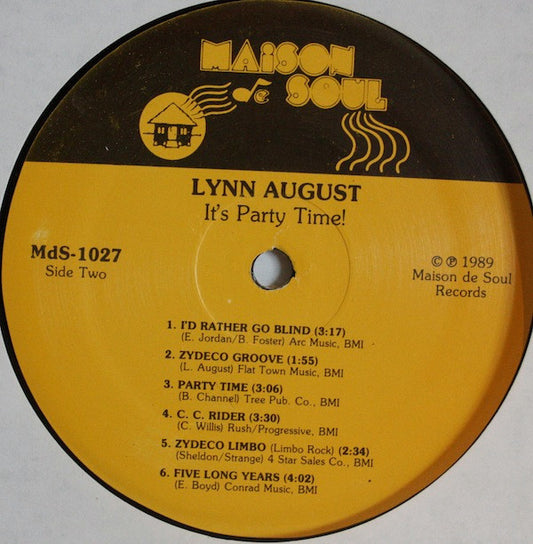 MAISON
de SOUL
LYNN AUGUST
It's Party Time!
MdS-1027
Side Two
© ℗ 1989
Maison de Soul
Records
1. I'D RATHER GO BLIND (3:17)
(E. Jordan/B. Foster) Arc Music, BMI
2. ZYDECO GROOVE (1:55)
(L. August) Flat Town Music, BMI
3. PARTY TIME (3:06)
(B. Channel) Tree Pub. Co., BMI
4. C. C. RIDER (3:30)
(C. Willis) Rush/Progressive, BMI
5. ZYDECO LIMBO (Limbo Rock) (2:34)
(Sheldon/Strange) 4 Star Sales Co., BMI
6. FIVE LONG YEARS (4:02)
(E. Boyd) Conrad Music, BMI